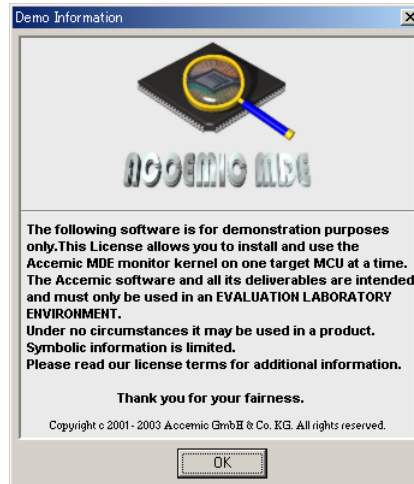 Demo Information
ACCEMIC MDE
The following software is for demonstration purposes
only.This License allows you to install and use the
Accemic MDE monitor kernel on one target MCU at a time.
The Accemic software and all its deliverables are intended
and must only be used in an EVALUATION LABORATORY
ENVIRONMENT.
Under no circumstances it may be used in a product.
Symbolic information is limited.
Please read our license terms for additional information.
Thank you for your fairness.
Copyright c 2001 - 2003 Accemic GmbH & Co. KG. All rights reserved.
OK